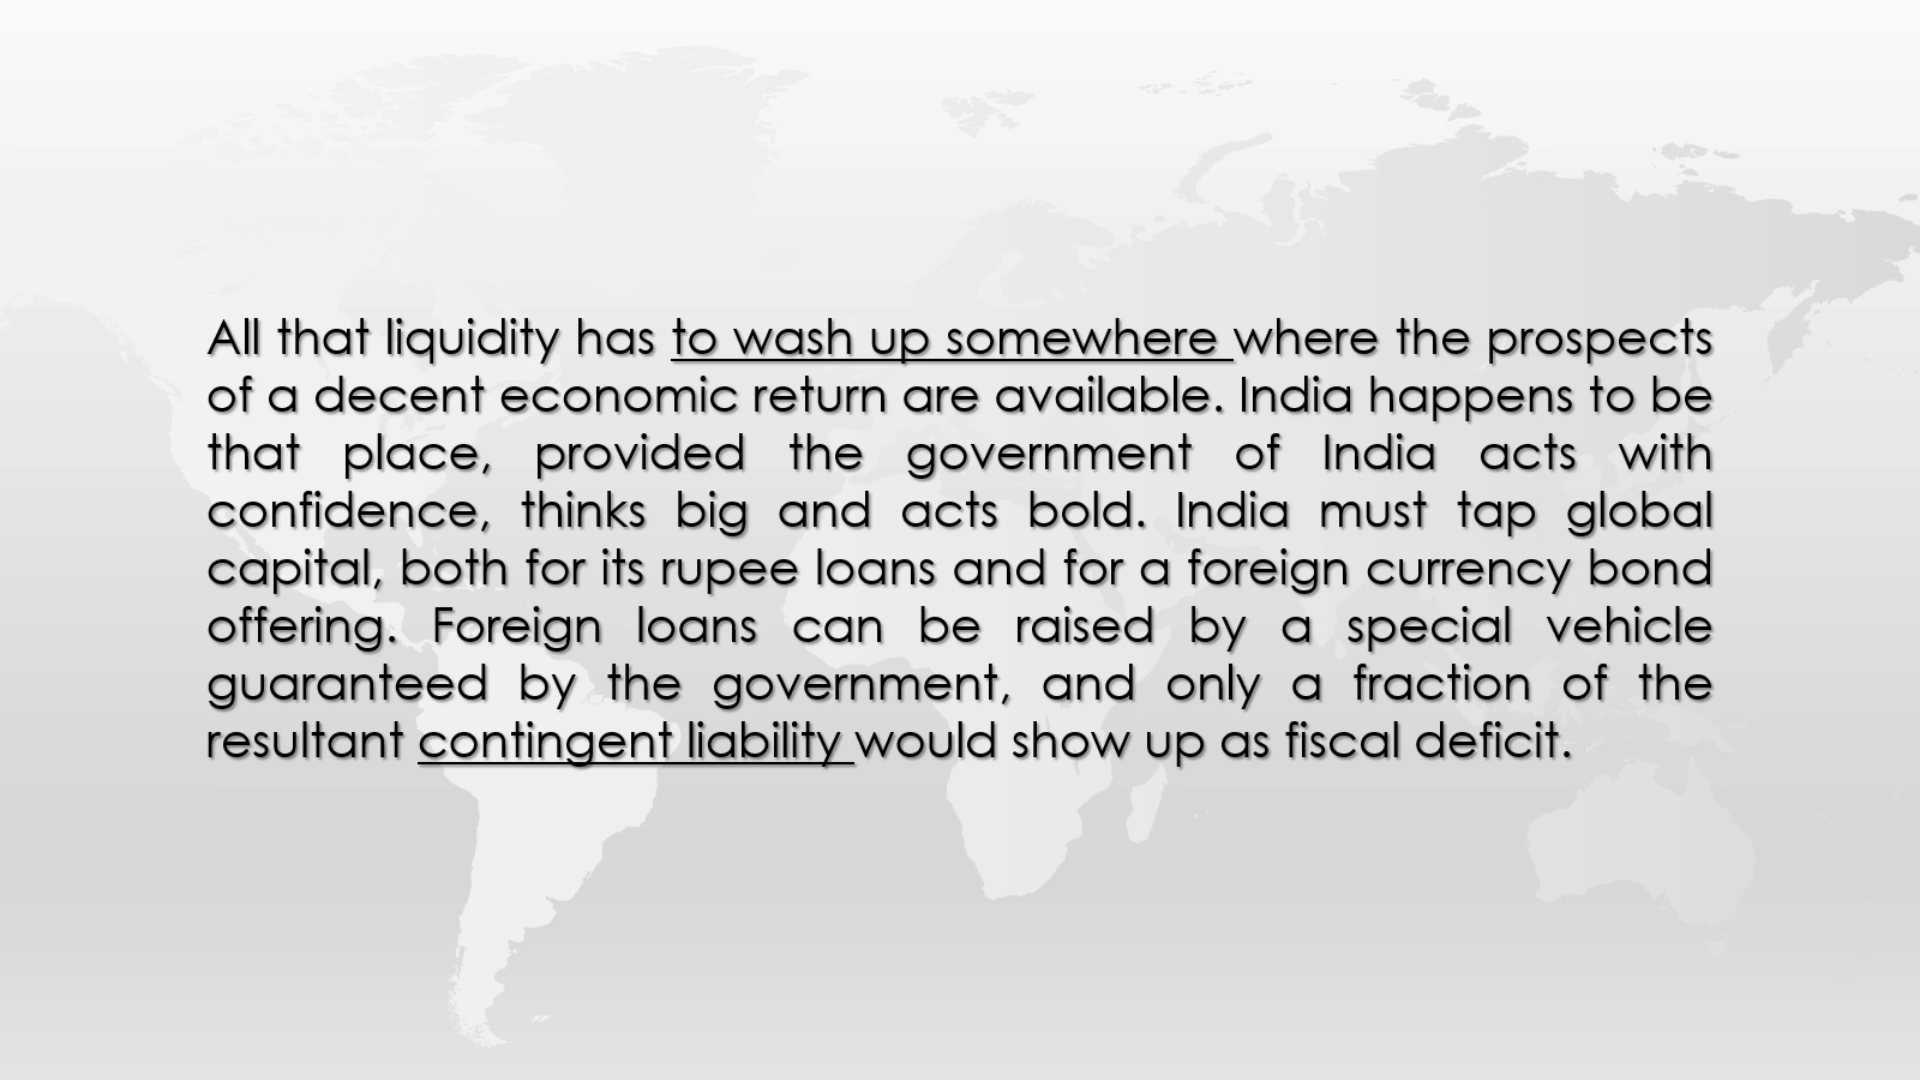 All that liquidity has to wash up somewhere where the prospects
of a decent economic return are available. India happens to be
that place, provided the government of India acts with
confidence, thinks big and acts bold. India must tap global
capital, both for its rupee loans and for a foreign currency bond
offering. Foreign loans can be raised by a special vehicle
guaranteed by the government, and only a fraction of the
resultant contingent liability would show up as fiscal deficit.